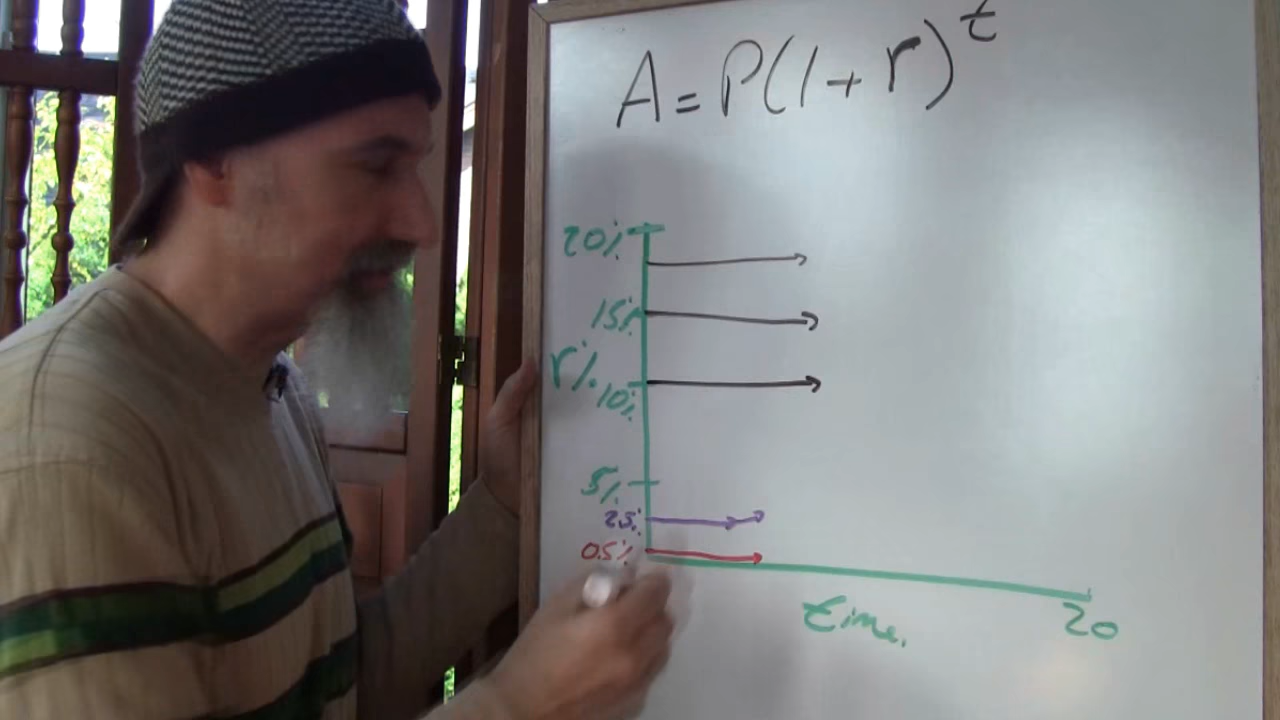 A = P(1 + r)^t
20%
15%
r%
10%
5%
2.5%
0.5%
time.
20